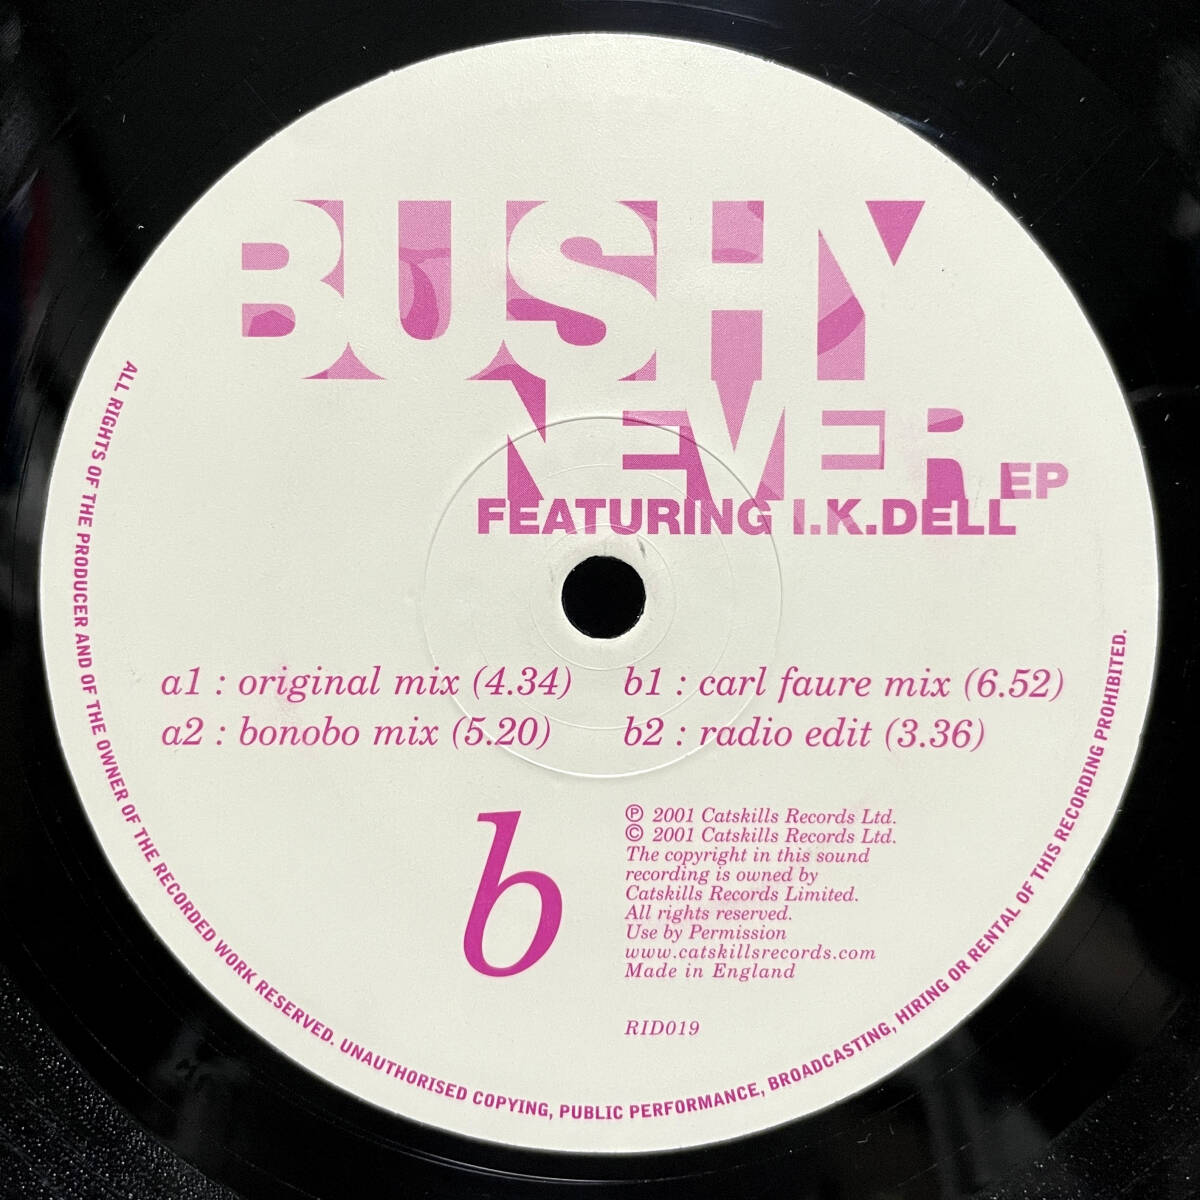 BUSHY
NEVER EP
FEATURING I.K.DELL
a1 : original mix (4.34)
a2 : bonobo mix (5.20)
b1 : carl faure mix (6.52)
b2 : radio edit (3.36)
b
℗ 2001 Catskills Records Ltd.
© 2001 Catskills Records Ltd.
The copyright in this sound
recording is owned by
Catskills Records Limited.
All rights reserved.
Use by Permission
www.catskillsrecords.com
Made in England
RID019
ALL RIGHTS OF THE PRODUCER AND OF THE OWNER OF THE RECORDED WORK RESERVED. UNAUTHORISED COPYING, PUBLIC PERFORMANCE, BROADCASTING, HIRING OR RENTAL OF THIS RECORDING PROHIBITED.